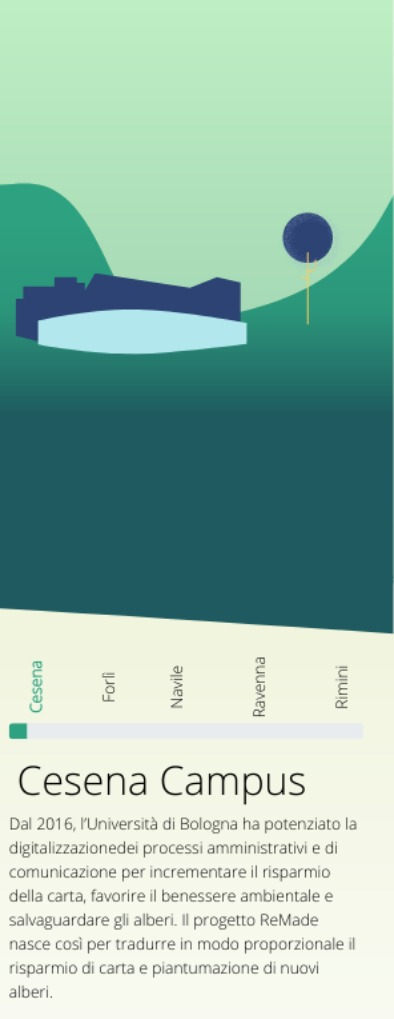 Cesena
Forlì
Navile
Ravenna
Rimini
Cesena Campus
Dal 2016, l'Università di Bologna ha potenziato la
digitalizzazionedei processi amministrativi e di
comunicazione per incrementare il risparmio
della carta, favorire il benessere ambientale e
salvaguardare gli alberi. Il progetto ReMade
nasce così per tradurre in modo proporzionale il
risparmio di carta e piantumazione di nuovi
alberi.